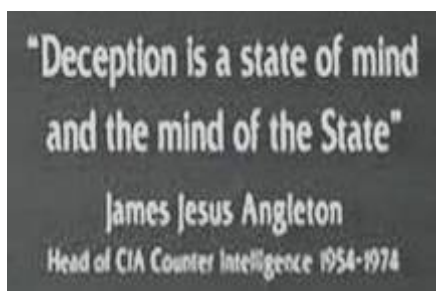 "Deception is a state of mind
and the mind of the State"
James Jesus Angleton
Head of CIA Counter Intelligence 1954-1974